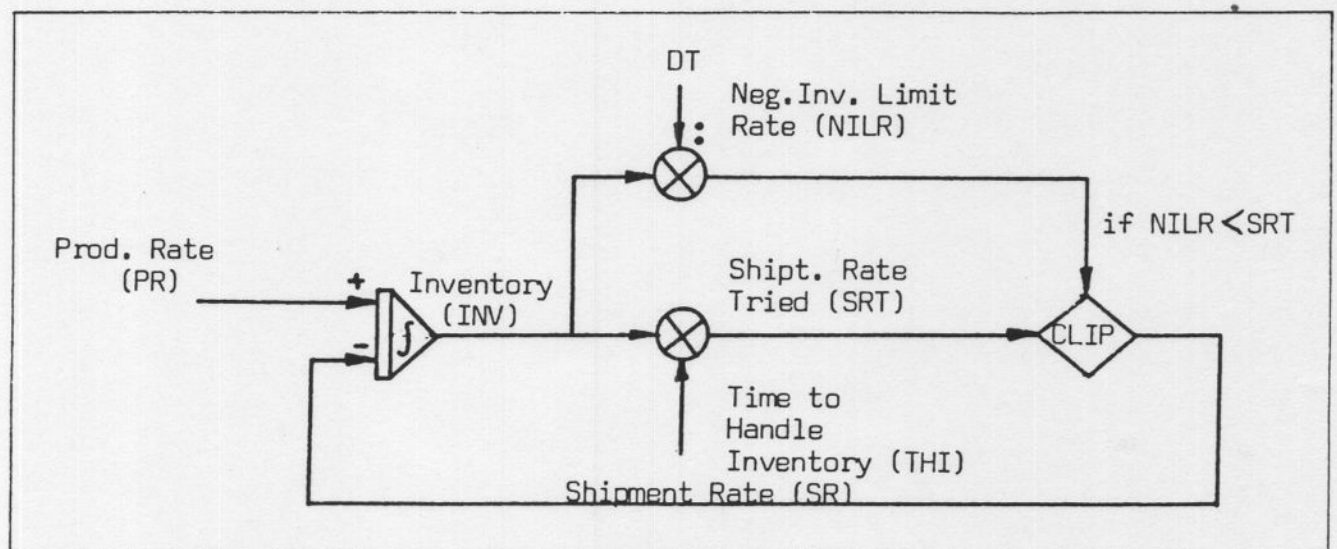 DT
Neg.Inv. Limit
Rate (NILR)
:
if NILR < SRT
Prod. Rate
(PR)
+
Inventory
(INV)
Shipt. Rate
Tried (SRT)
-
∫
CLIP
Time to
Handle
Inventory (THI)
Shipment Rate (SR)